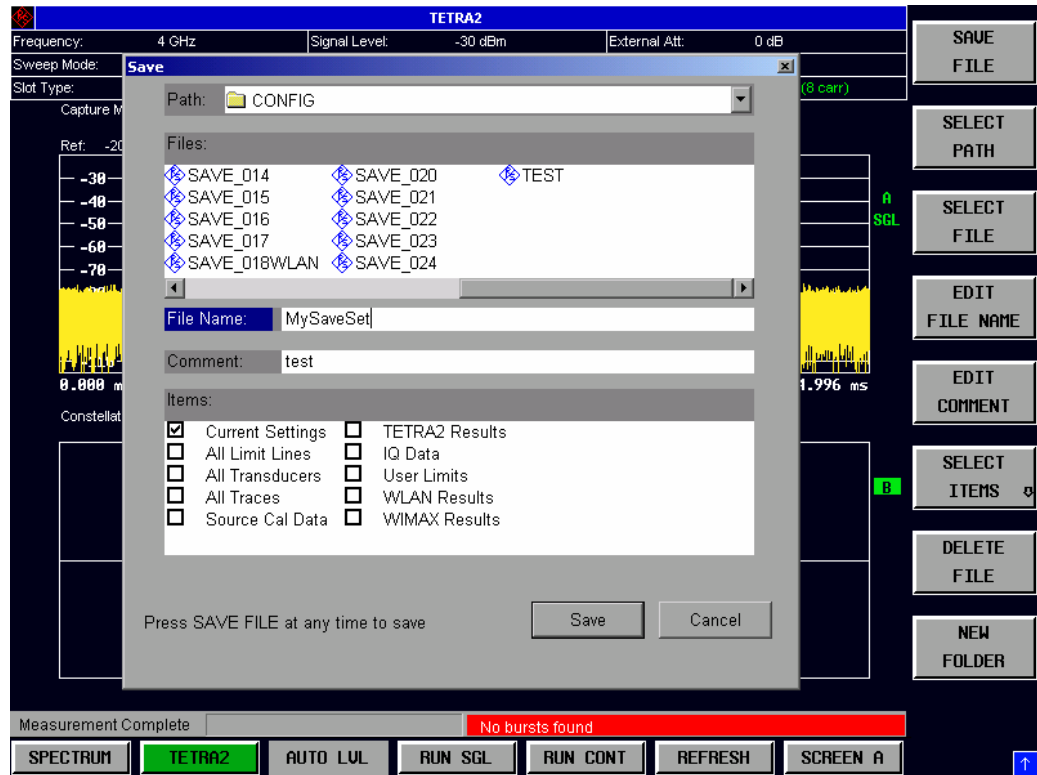 TETRA2
Frequency: 4 GHz Signal Level: -30 dBm External Att: 0 dB
Sweep Mode:
Slot Type: (8 carr)
Capture M
Ref: -20
-30
-40
-50
-60
-70
0.000 m
1.996 ms
A
SGL
Constellat
B
Save
Path: CONFIG
Files:
SAVE_014 SAVE_020 TEST
SAVE_015 SAVE_021
SAVE_016 SAVE_022
SAVE_017 SAVE_023
SAVE_018WLAN SAVE_024
File Name: MySaveSet
Comment: test
Items:
Current Settings TETRA2 Results
All Limit Lines IQ Data
All Transducers User Limits
All Traces WLAN Results
Source Cal Data WIMAX Results
Press SAVE FILE at any time to save
Save Cancel
Measurement Complete No bursts found
SPECTRUM TETRA2 AUTO LVL RUN SGL RUN CONT REFRESH SCREEN A
SAVE
FILE
SELECT
PATH
SELECT
FILE
EDIT
FILE NAME
EDIT
COMMENT
SELECT
ITEMS
DELETE
FILE
NEW
FOLDER